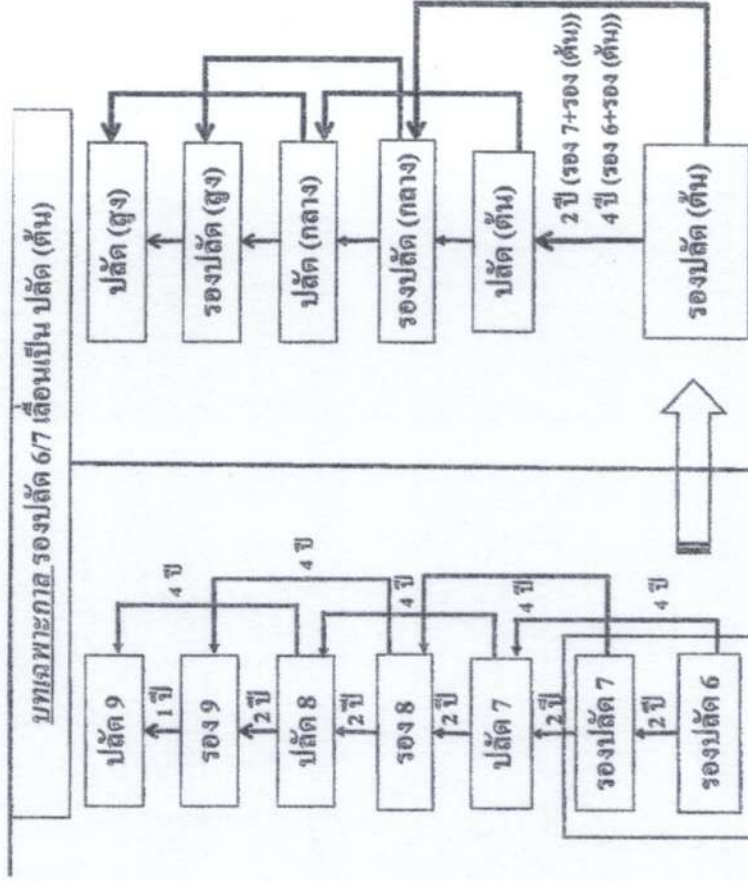 บทเฉพาะกาล รองปลัด 6/7 เลื่อนเป็น ปลัด (ต้น)
ปลัด 9
1 ปี
รอง 9
2 ปี
ปลัด 8
2 ปี
รอง 8
2 ปี
ปลัด 7
2 ปี
รองปลัด 7
2 ปี
รองปลัด 6
4 ปี
4 ปี
4 ปี
4 ปี
4 ปี
ปลัด (สูง)
รองปลัด (สูง)
ปลัด (กลาง)
รองปลัด (กลาง)
ปลัด (ต้น)
2 ปี (รอง 7+รอง (ต้น))
4 ปี (รอง 6+รอง (ต้น))
รองปลัด (ต้น)